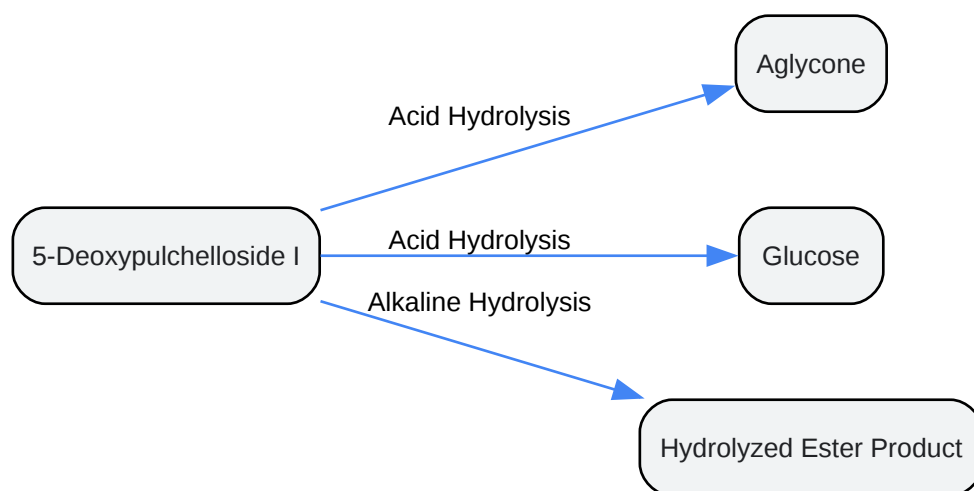 Aglycone
Acid Hydrolysis
5-Deoxypulchelloside I
Acid Hydrolysis
Glucose
Alkaline Hydrolysis
Hydrolyzed Ester Product